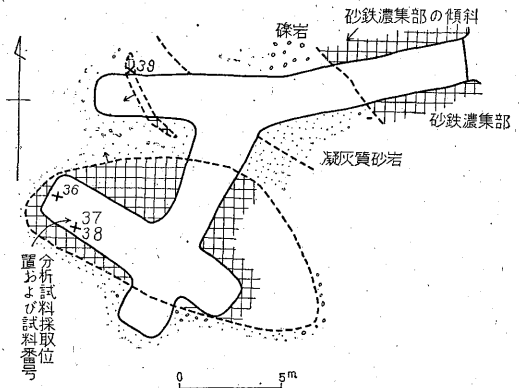 砂鉄濃集部の傾斜
礫岩
39
砂鉄濃集部
凝灰質砂岩
36
37
38
分析試料採取位
置および試料番号
0 5m